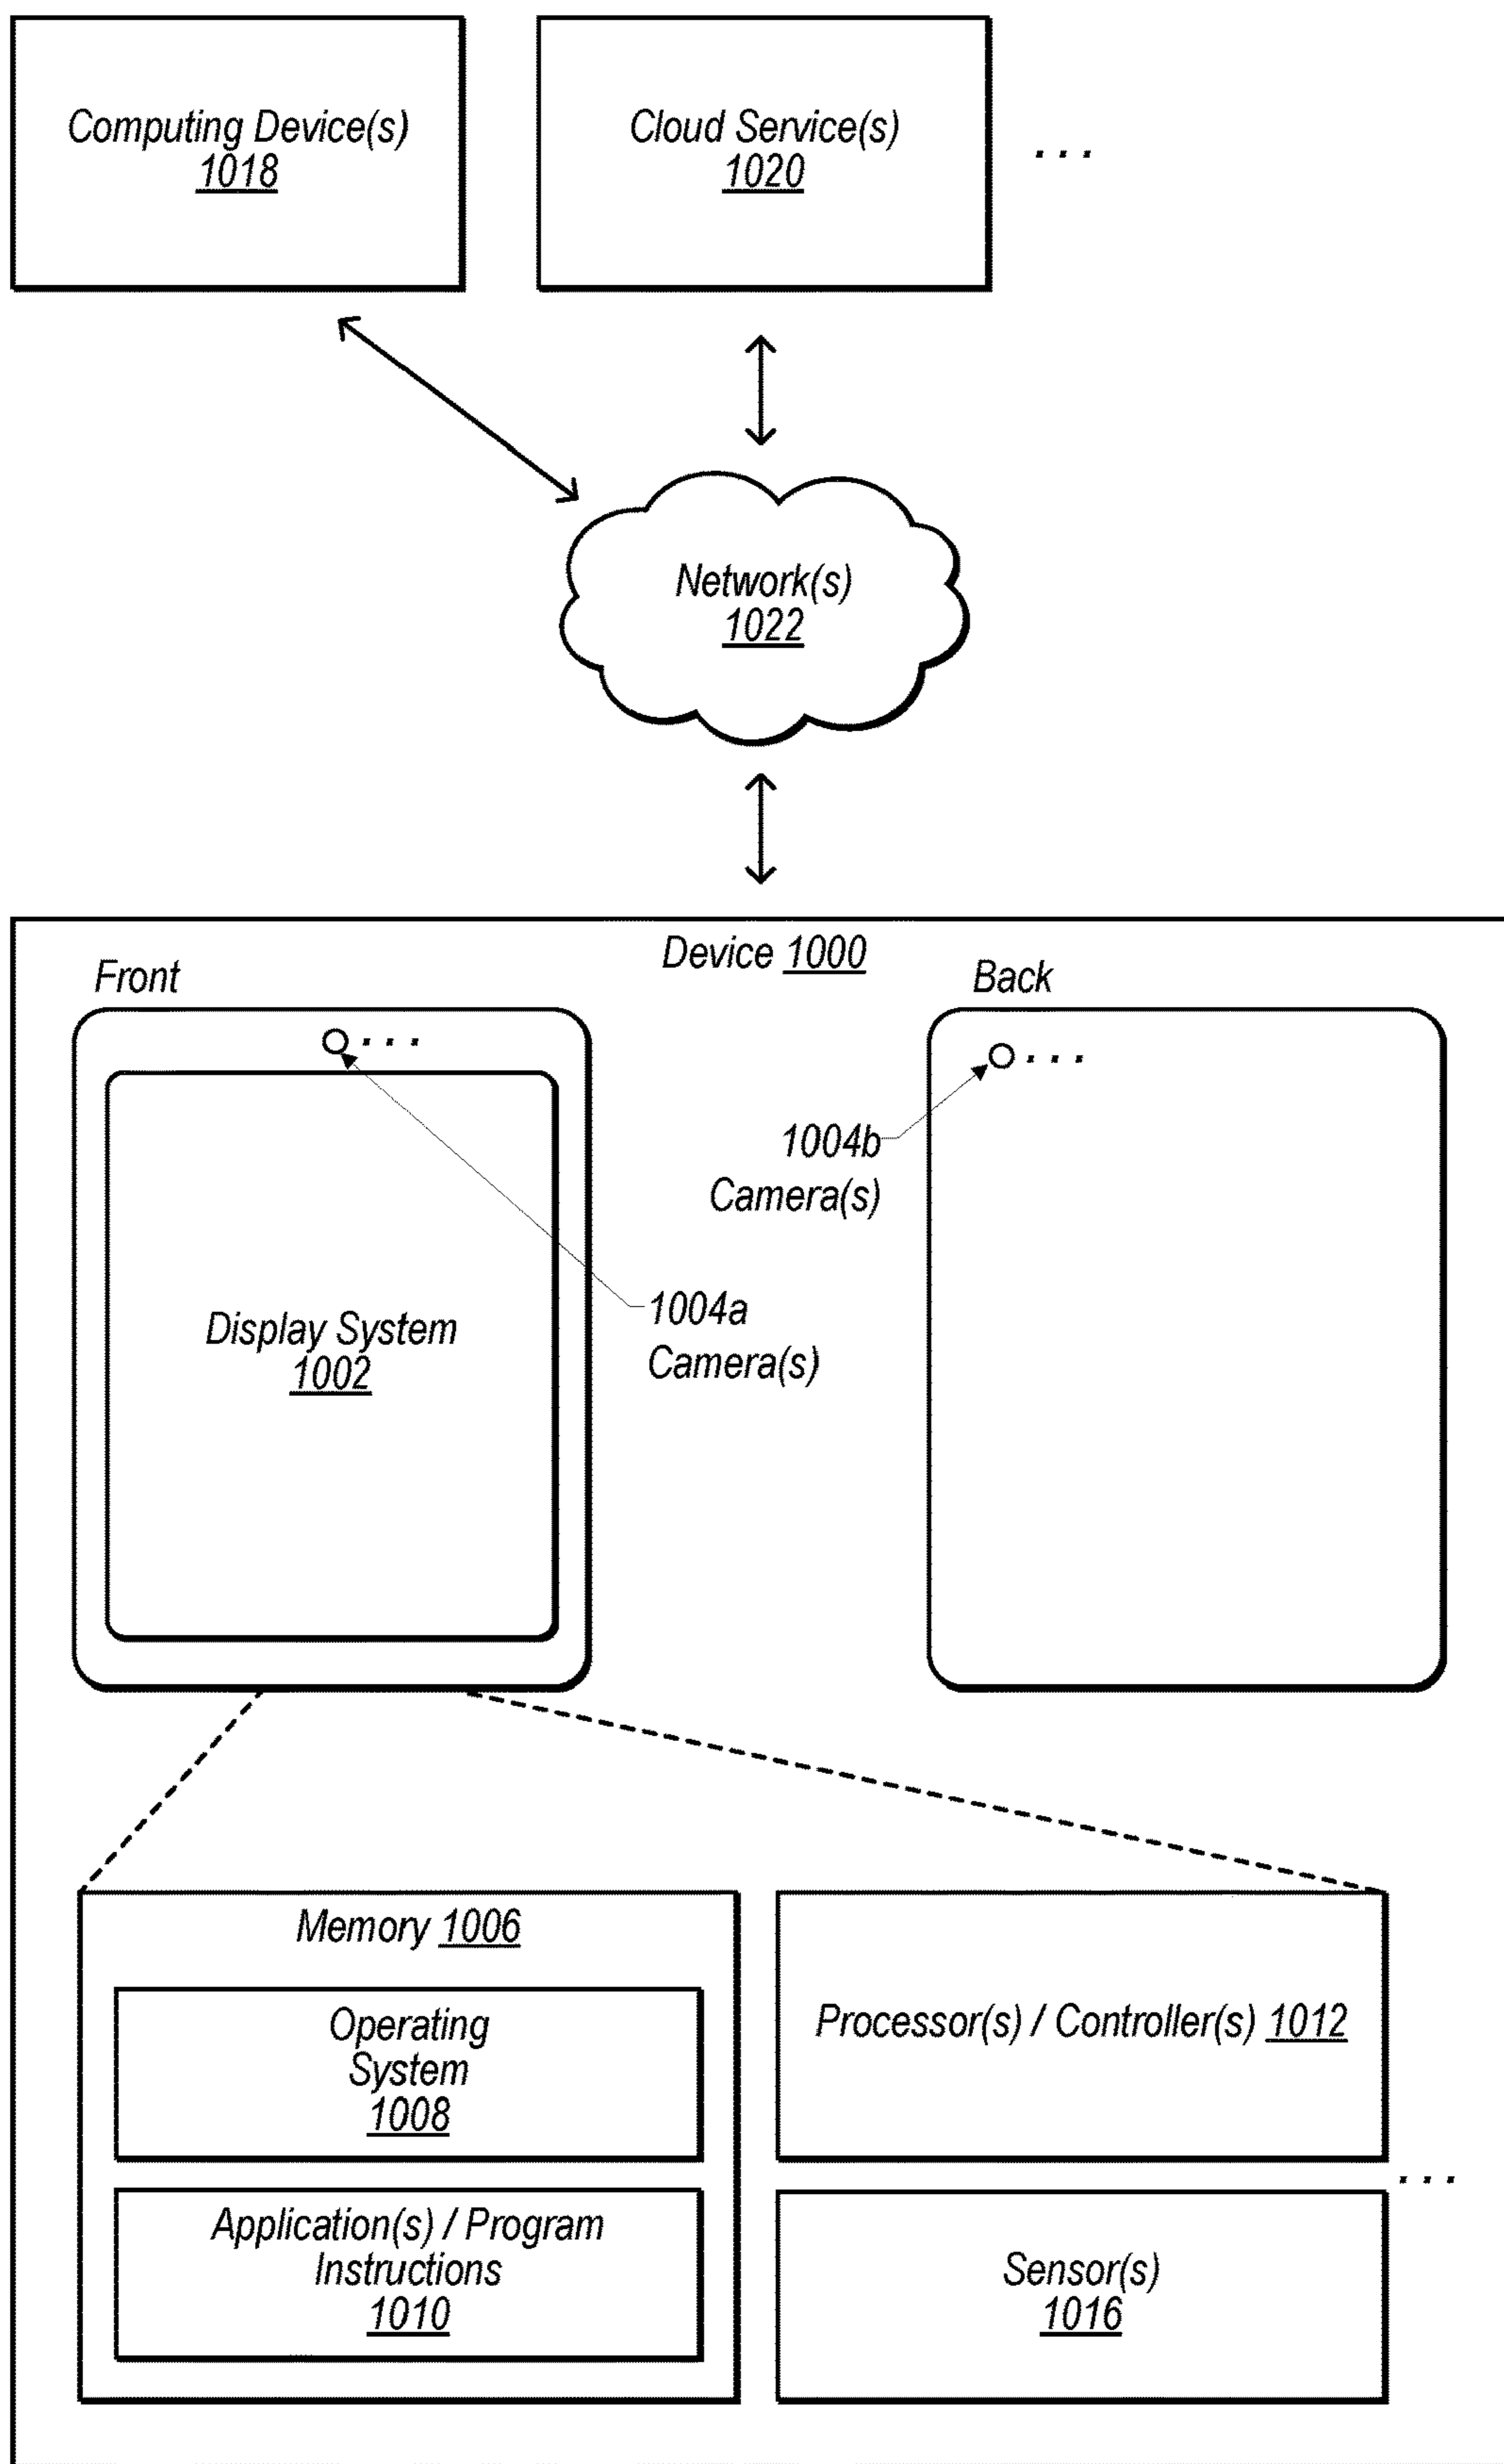 Computing Device(s)
1018
Cloud Service(s)
1020
...
Network(s)
1022
Device 1000
Front
Back
...
...
1004b
Camera(s)
1004a
Camera(s)
Display System
1002
Memory 1006
Operating
System
1008
Application(s) / Program
Instructions
1010
Processor(s) / Controller(s) 1012
...
Sensor(s)
1016